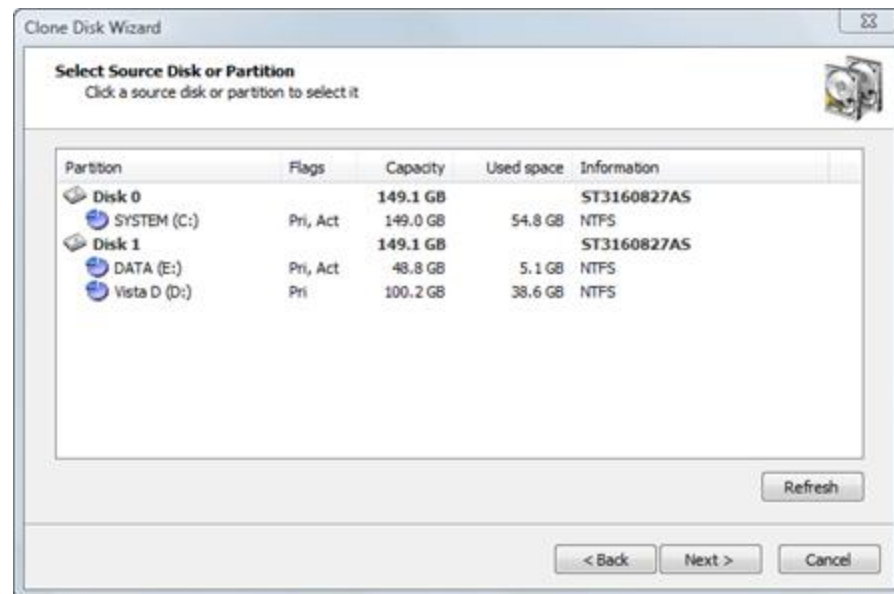 Clone Disk Wizard
Select Source Disk or Partition
Click a source disk or partition to select it
Partition Flags Capacity Used space Information
Disk 0 149.1 GB ST3160827AS
SYSTEM (C:) Pri, Act 149.0 GB 54.8 GB NTFS
Disk 1 149.1 GB ST3160827AS
DATA (E:) Pri, Act 48.8 GB 5.1 GB NTFS
Vista D (D:) Pri 100.2 GB 38.6 GB NTFS
Refresh
< Back Next > Cancel